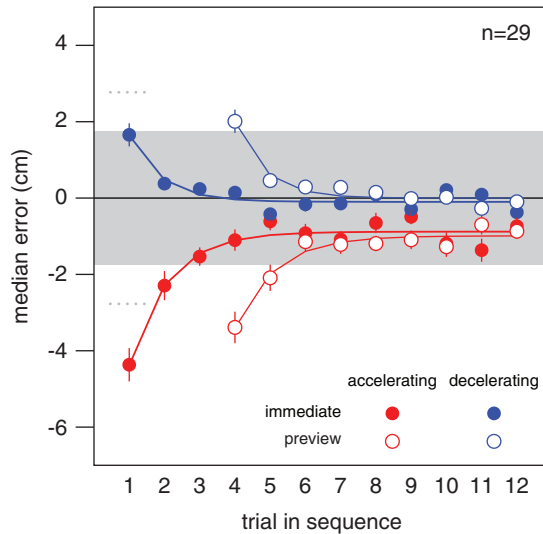 n=29
median error (cm)
4
2
0
-2
-4
-6
accelerating decelerating
immediate
preview
1 2 3 4 5 6 7 8 9 10 11 12
trial in sequence